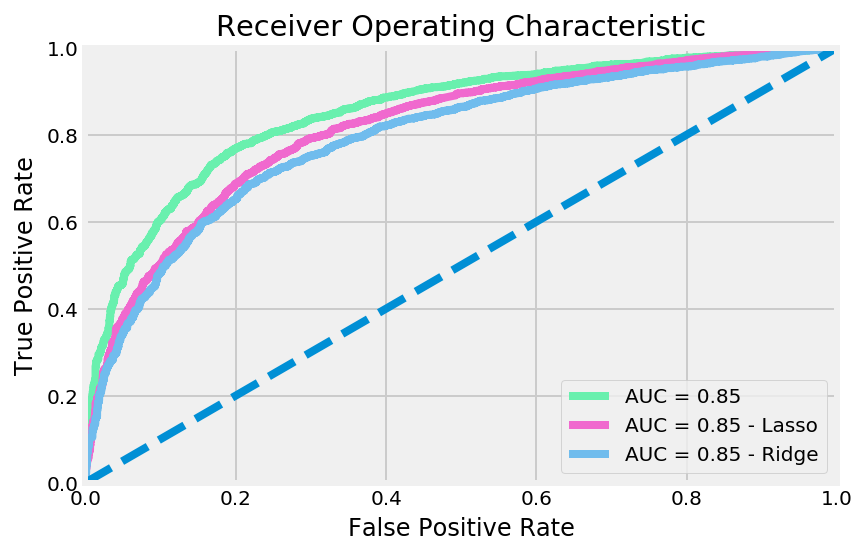 Receiver Operating Characteristic
True Positive Rate
1.0
0.8
0.6
0.4
0.2
0.0
AUC = 0.85
AUC = 0.85 - Lasso
AUC = 0.85 - Ridge
0.0 0.2 0.4 0.6 0.8 1.0
False Positive Rate